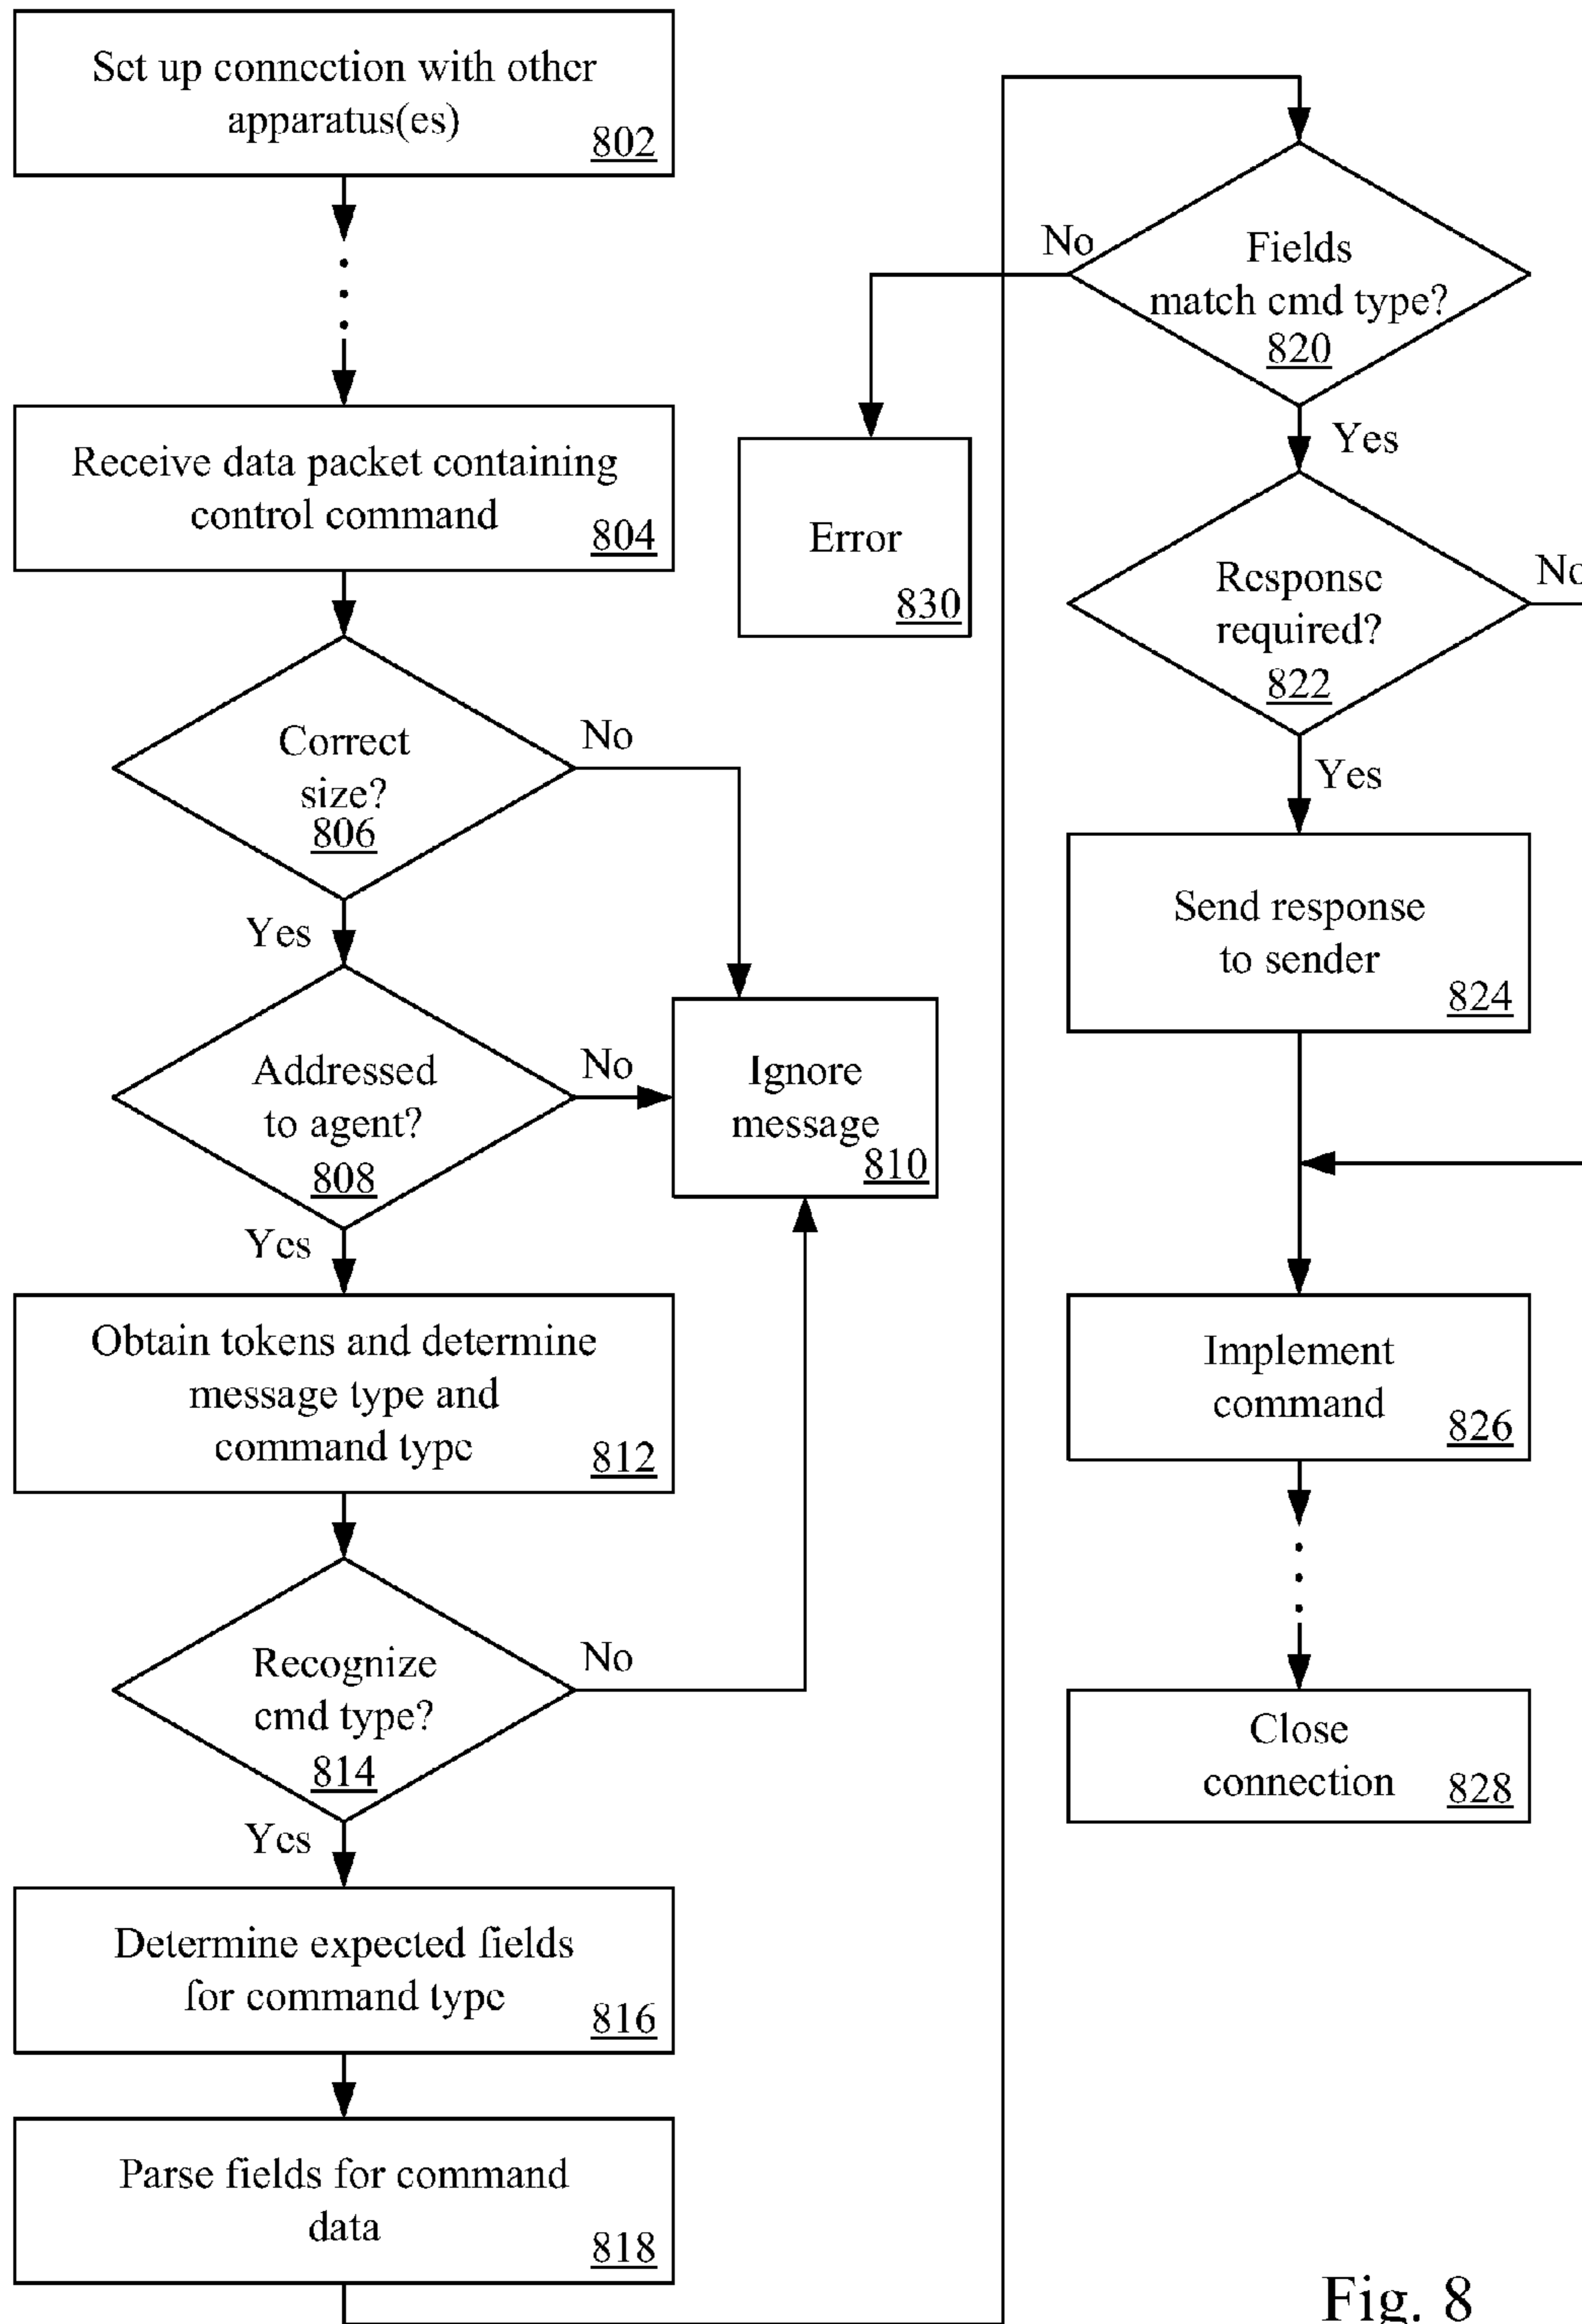 Set up connection with other
apparatus(es)
802
Receive data packet containing
control command
804
Correct
size?
806
No
Yes
Addressed
to agent?
808
No
Yes
Ignore
message
810
Obtain tokens and determine
message type and
command type
812
Recognize
cmd type?
814
No
Yes
Determine expected fields
for command type
816
Parse fields for command
data
818
Fields
match cmd type?
820
No
Yes
Error
830
Response
required?
822
No
Yes
Send response
to sender
824
Implement
command
826
Close
connection
828
Fig. 8